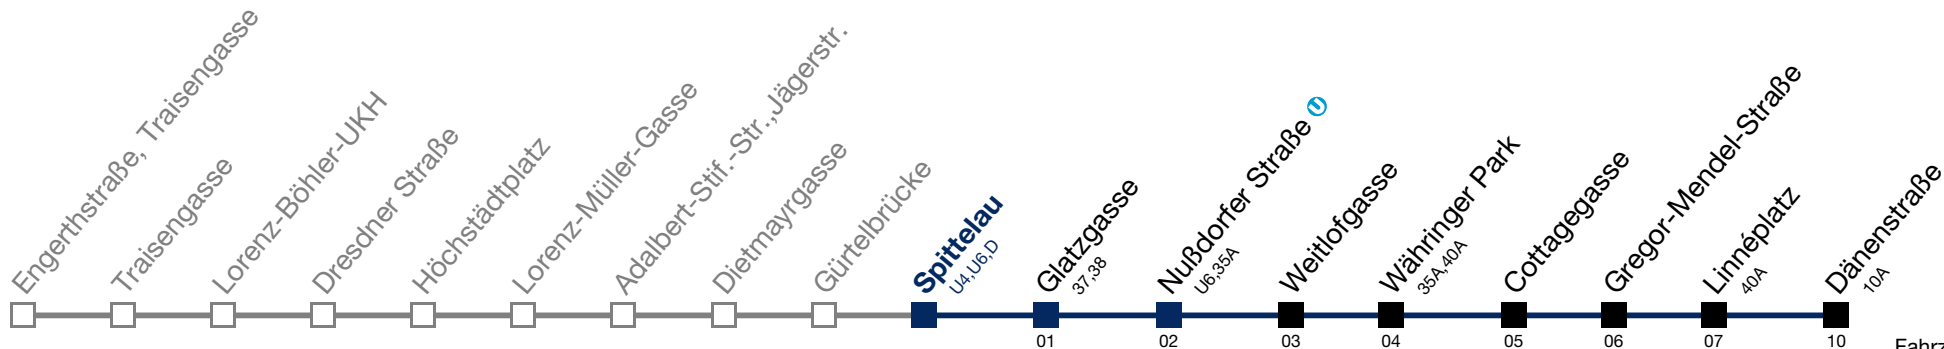 Engerthstraße, Traisengasse
Traisengasse
Lorenz-Böhler-UKH
Dresdner Straße
Höchstädtplatz
Lorenz-Müller-Gasse
Adalbert-Stif.-Str.,Jägerstr.
Dietmayrgasse
Gürtelbrücke
Spittelau
U4,U6,D
Glatzgasse
37,38
Nußdorfer Straße U
U6,35A
Weitlofgasse
Währinger Park
35A,40A
Cottagegasse
Gregor-Mendel-Straße
Linnéplatz
40A
Dänenstraße
10A
01 02 03 04 05 06 07 10